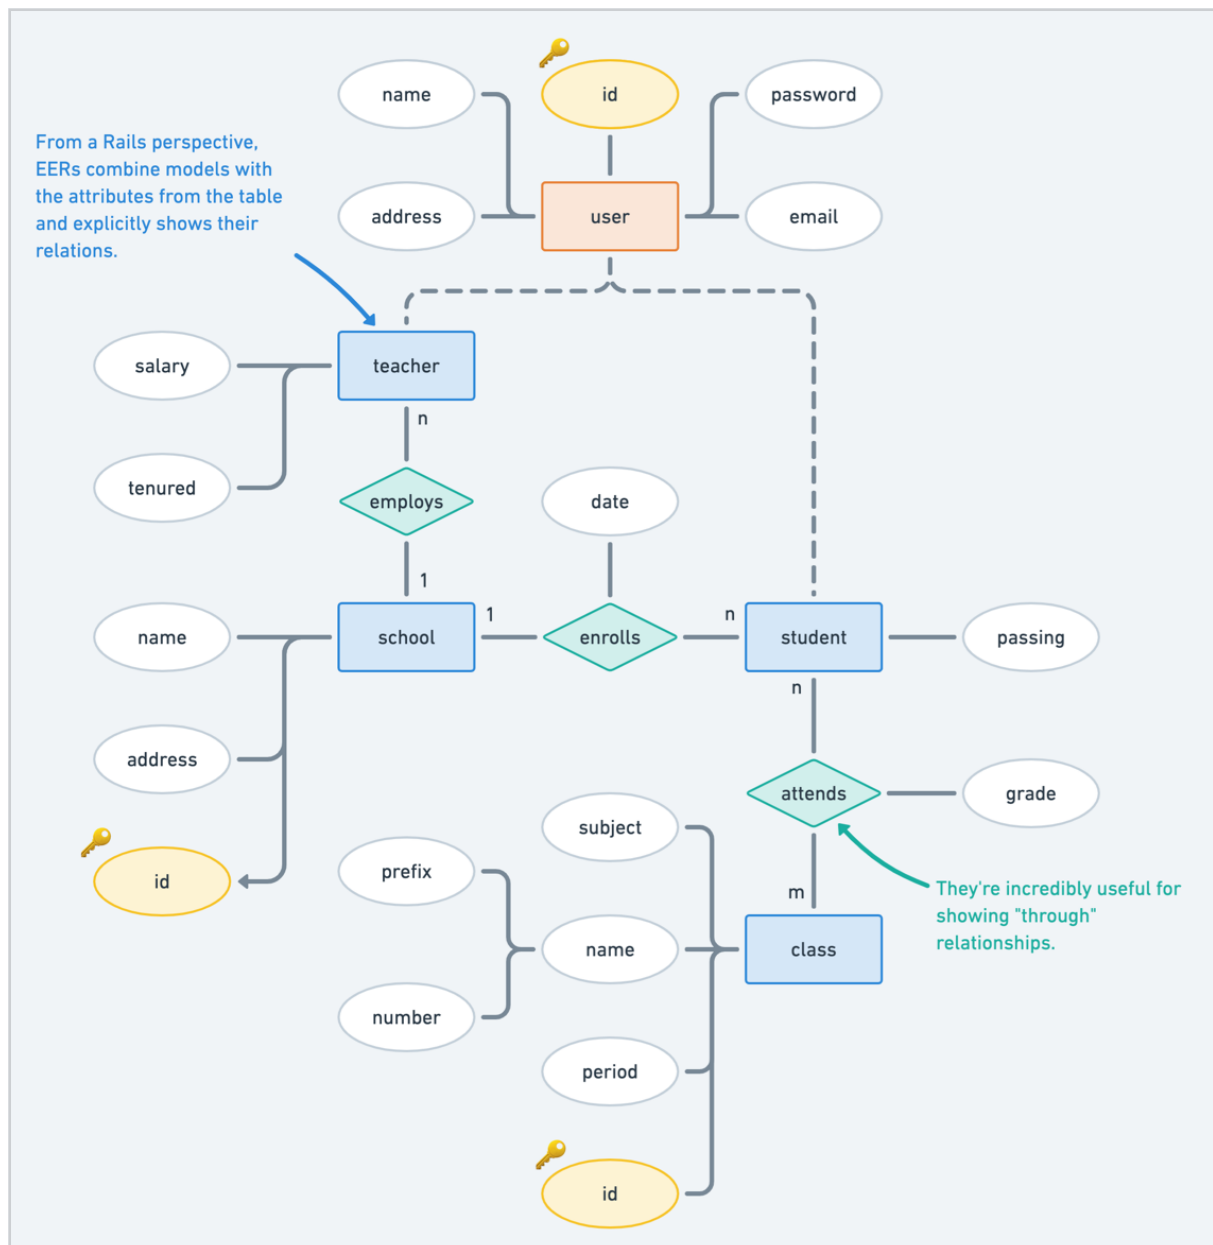 name
id
password
From a Rails perspective,
EERs combine models with
the attributes from the table
and explicitly shows their
relations.
address
user
email
salary
teacher
n
tenured
employs
date
1
name
school
1
enrolls
n
student
passing
n
address
attends
grade
subject
prefix
id
m
They're incredibly useful for
showing "through"
relationships.
name
class
number
period
id